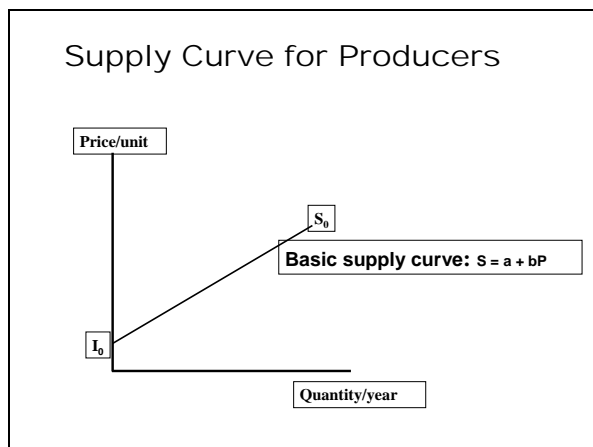 Supply Curve for Producers
Price/unit
S₀
Basic supply curve: S = a + bP
I₀
Quantity/year